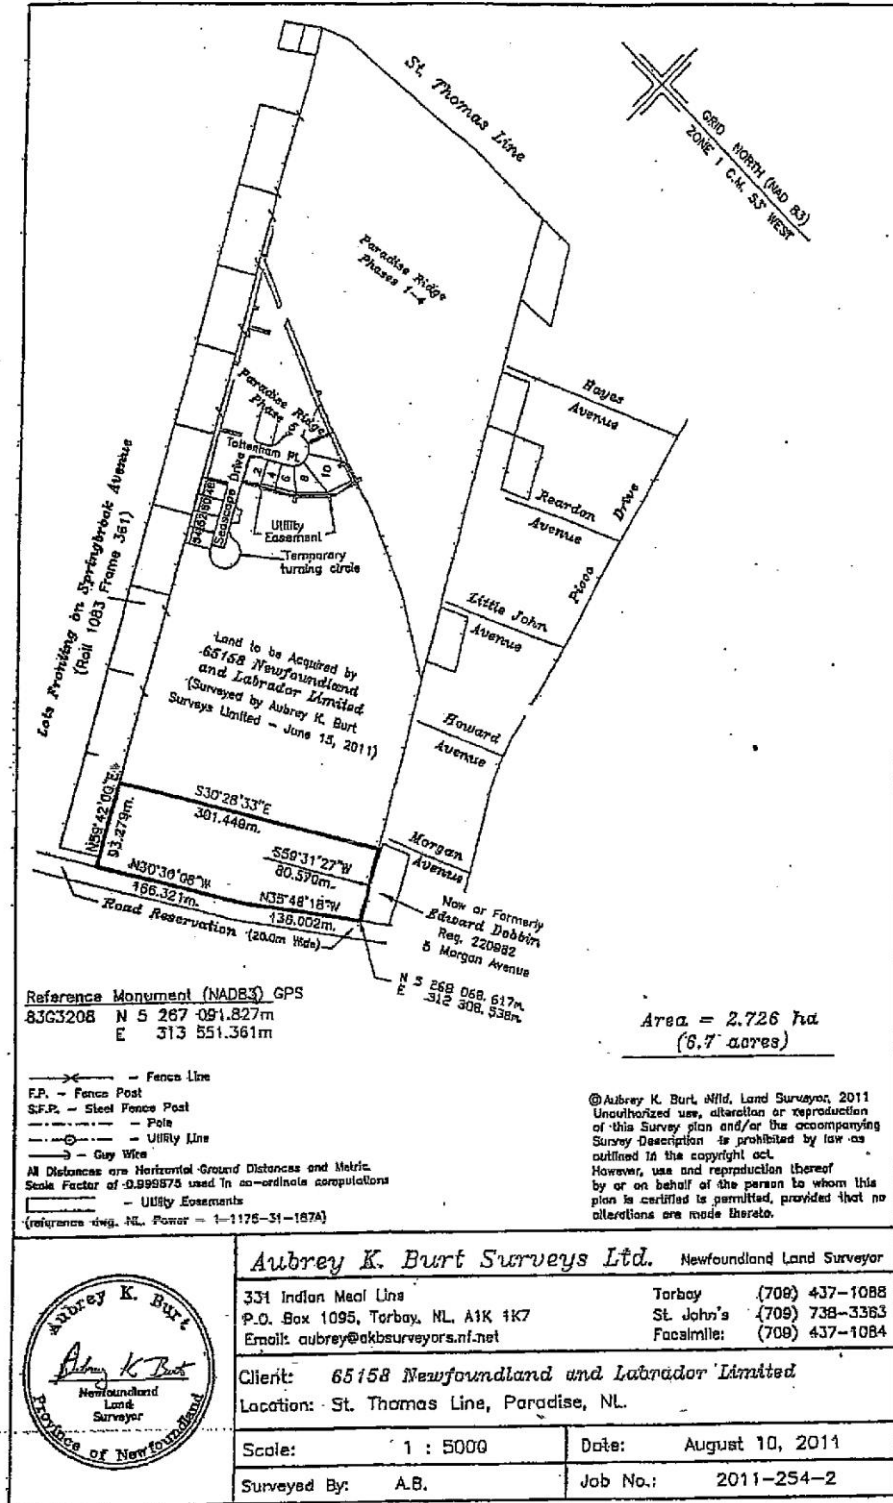 St. Thomas Line
GRID NORTH (NAD 83)
ZONE 1 C.M. 53° WEST
Paradise Ridge
Phases 1-4
Hayes
Avenue
Paradise Ridge
Phase 5
Tottenham Pl.
2 4 6 8 10
Seascape Drive
Reardon
Avenue
Drive
Picco
Utility
Easement
Temporary
turning circle
Lots Fronting on Springbrook Avenue
(Roll 1083 Frame 361)
Little John
Avenue
Land to be Acquired by
65158 Newfoundland
and Labrador Limited
(Surveyed by Aubrey K. Burt
Surveys Limited - June 15, 2011)
Howard
Avenue
N59°42'00"E
93.279m.
S30°28'33"E
301.449m.
S59°31'27"W
80.570m.
Morgan
Avenue
N30°36'06"W
166.321m.
N35°48'18"W
136.002m.
Road Reservation (20.0m Wide)
Now or Formerly
Edward Dobbin
Reg. 220982
5 Morgan Avenue
N 5 268 068.617m.
E 312 308.538m.
Reference Monument (NAD83) GPS
83G3208 N 5 267 091.827m
E 313 551.361m
Area = 2.726 ha
(6.7 acres)
- Fence Line
F.P. - Fence Post
S.F.P. - Steel Fence Post
- Pole
- Utility Line
- Guy Wire
All Distances are Horizontal Ground Distances and Metric.
Scale Factor of 0.999875 used in co-ordinate computations
- Utility Easements
(reference dwg. NL. Power - 1-1175-31-187A)
© Aubrey K. Burt, Nfld. Land Surveyor, 2011
Unauthorized use, alteration or reproduction
of this Survey plan and/or the accompanying
Survey Description is prohibited by law as
outlined in the copyright act.
However, use and reproduction thereof
by or on behalf of the person to whom this
plan is certified is permitted, provided that no
alterations are made thereto.
Aubrey K. Burt
Aubrey K Burt
Newfoundland
Land
Surveyor
Province of Newfoundland
Aubrey K. Burt Surveys Ltd. Newfoundland Land Surveyor
331 Indian Meal Line
P.O. Box 1095, Torbay, NL, A1K 1K7
Email: aubrey@akbsurveyors.nf.net
Torbay (709) 437-1088
St. John's (709) 738-3363
Facsimile: (709) 437-1084
Client: 65158 Newfoundland and Labrador Limited
Location: St. Thomas Line, Paradise, NL.
Scale: 1 : 5000
Date: August 10, 2011
Surveyed By: A.B.
Job No.: 2011-254-2